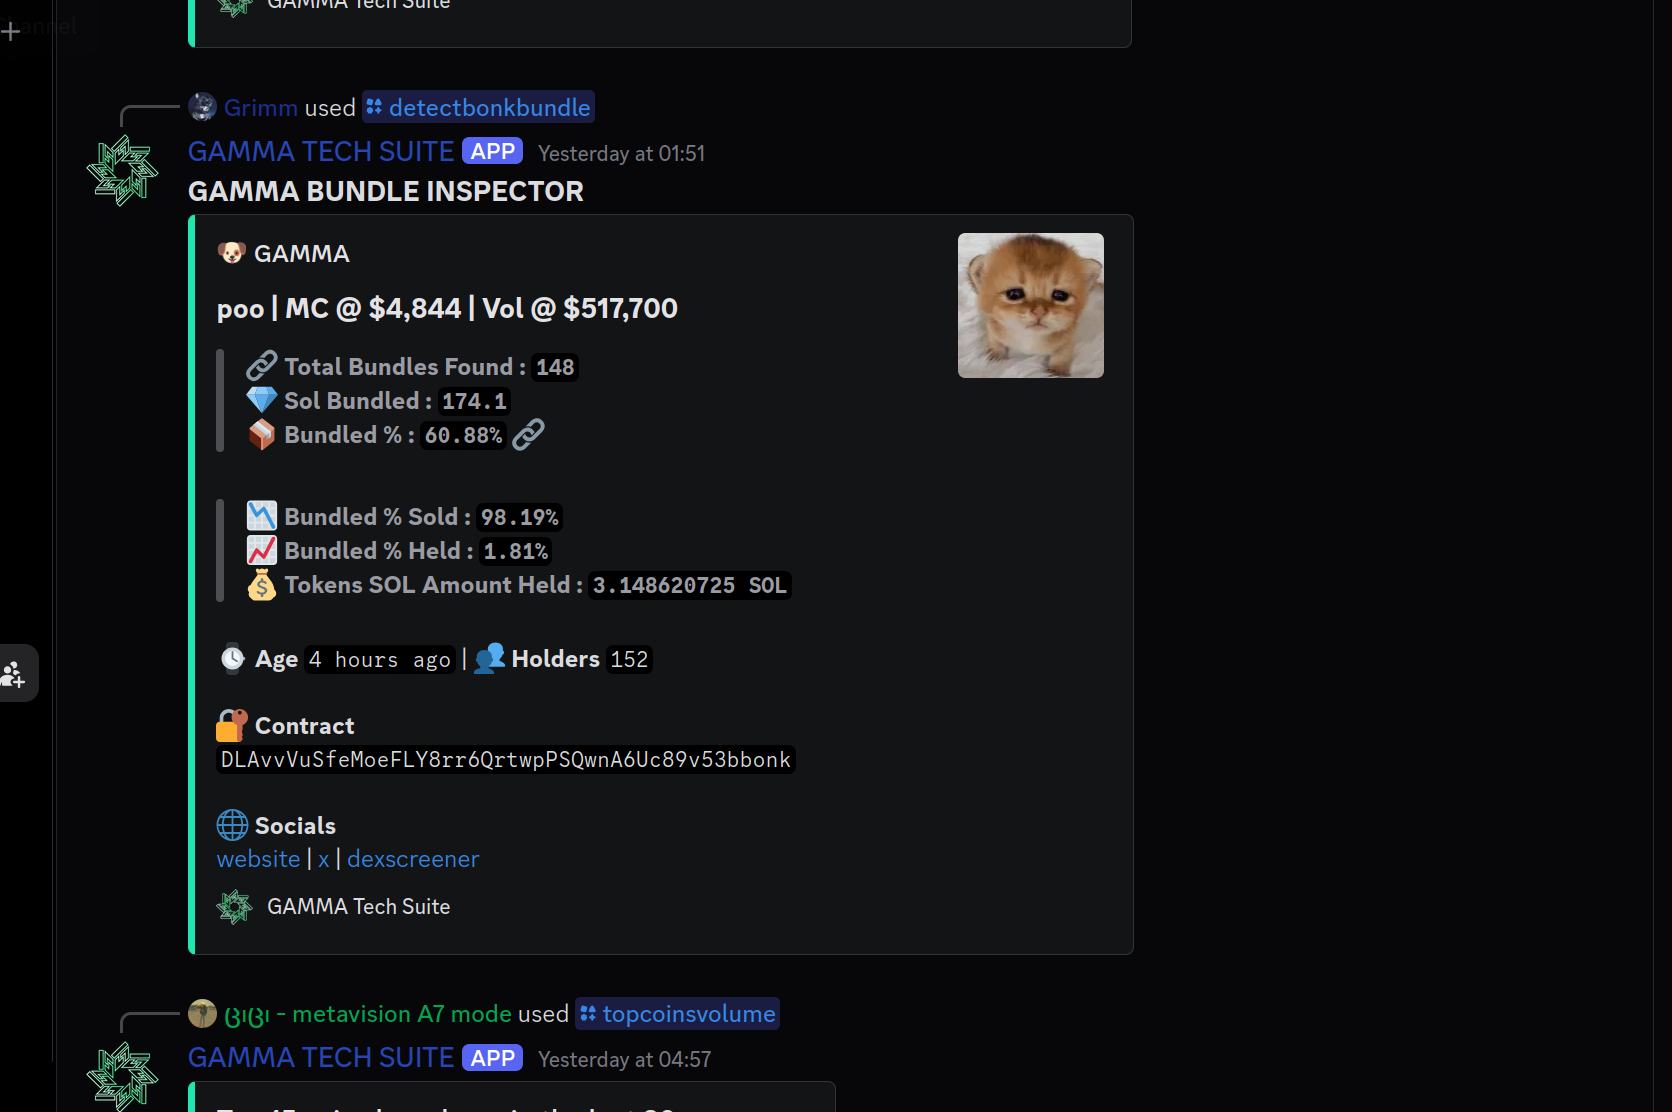 GAMMA Tech Suite
Channel
Grimm used detectbonkbundle
GAMMA TECH SUITE APP Yesterday at 01:51
GAMMA BUNDLE INSPECTOR
GAMMA
poo | MC @ $4,844 | Vol @ $517,700
Total Bundles Found : 148
Sol Bundled : 174.1
Bundled % : 60.88%
Bundled % Sold : 98.19%
Bundled % Held : 1.81%
Tokens SOL Amount Held : 3.148620725 SOL
Age 4 hours ago | Holders 152
Contract
DLAvvVuSfeMoeFLY8rr6QrtwpPSQwnA6Uc89v53bbonk
Socials
website | x | dexscreener
GAMMA Tech Suite
- metavision A7 mode used topcoinsvolume
GAMMA TECH SUITE APP Yesterday at 04:57